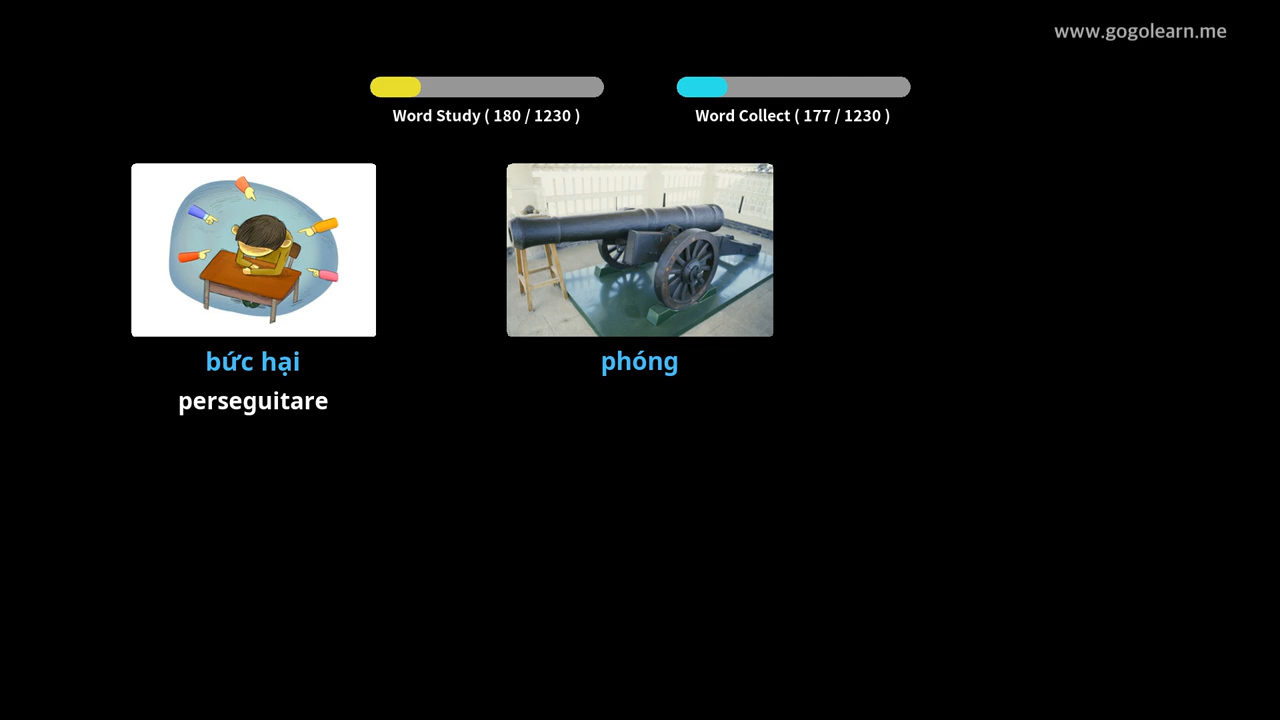 www.gogolearn.me
Word Study ( 180 / 1230 )
Word Collect ( 177 / 1230 )
bức hại
perseguitare
phóng